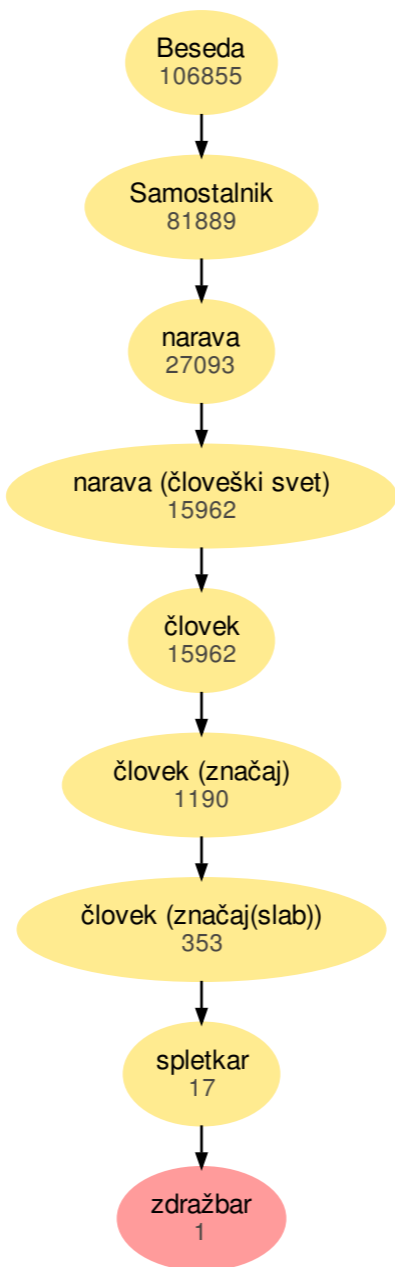 Beseda
106855
Samostalnik
81889
narava
27093
narava (človeški svet)
15962
človek
15962
človek (značaj)
1190
človek (značaj(slab))
353
spletkar
17
zdražbar
1